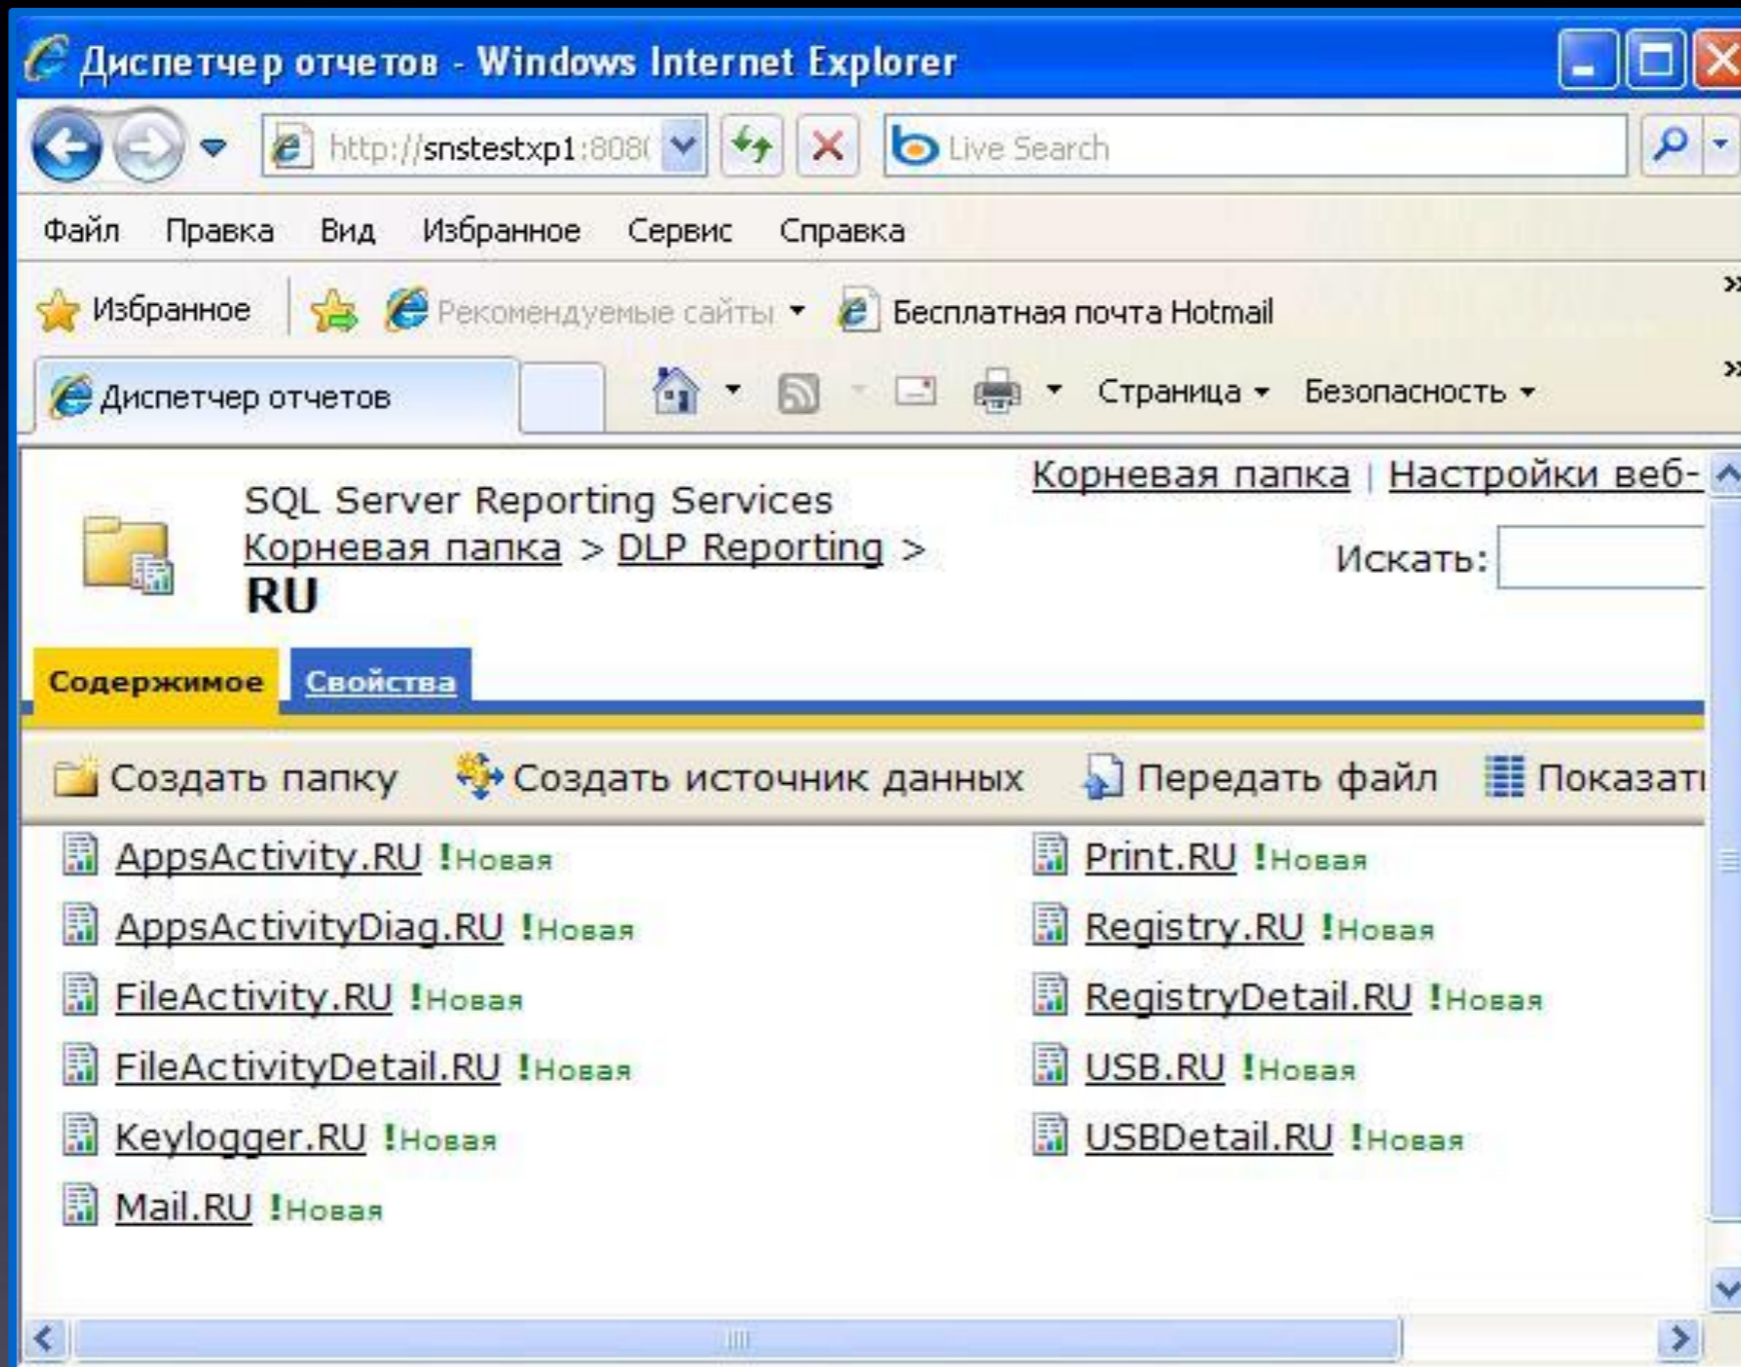 Диспетчер отчетов - Windows Internet Explorer
http://snstestxp1:808
Live Search
Файл Правка Вид Избранное Сервис Справка
Избранное Рекомендуемые сайты Бесплатная почта Hotmail
Диспетчер отчетов Страница Безопасность
Корневая папка | Настройки веб-
SQL Server Reporting Services
Корневая папка > DLP Reporting >
Искать:
RU
Содержимое Свойства
Создать папку Создать источник данных Передать файл
AppsActivity.RU !Новая
AppsActivityDiag.RU !Новая
FileActivity.RU !Новая
FileActivityDetail.RU !Новая
Keylogger.RU !Новая
Mail.RU !Новая
Print.RU !Новая
Registry.RU !Новая
RegistryDetail.RU !Новая
USB.RU !Новая
USBDetail.RU !Новая